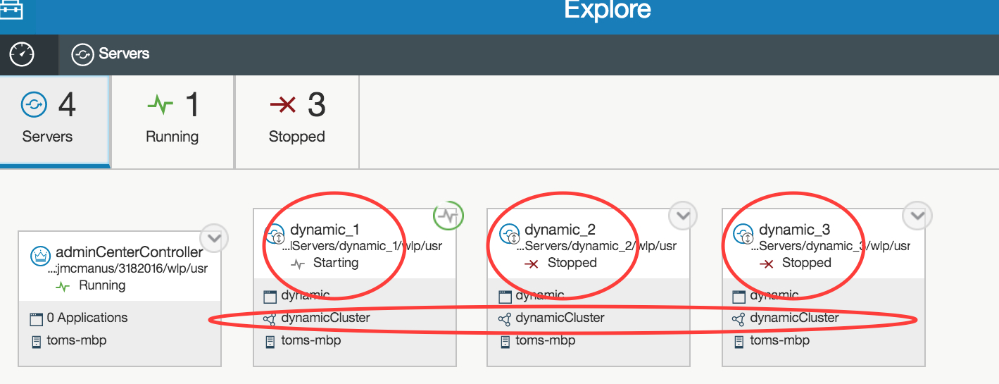 Explore
Servers
4
Servers
1
Running
3
Stopped
adminCenterController
...:jmcmanus/3182016/wlp/usr
Running
0 Applications
toms-mbp
dynamic_1
...lServers/dynamic_1/wlp/usr
Starting
dynamic
dynamicCluster
toms-mbp
dynamic_2
...Servers/dynamic_2/wlp/usr
Stopped
dynamic
dynamicCluster
toms-mbp
dynamic_3
...Servers/dynamic_3/wlp/usr
Stopped
dynamic
dynamicCluster
toms-mbp